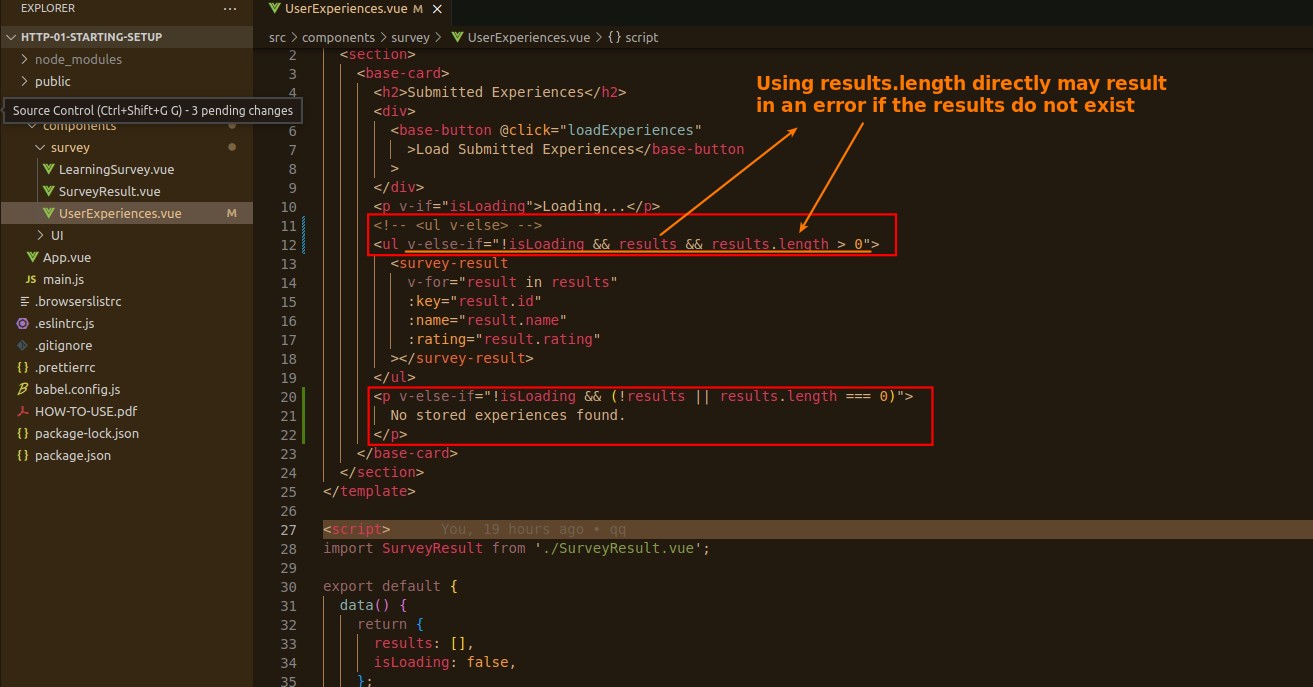 EXPLORER ...
HTTP-01-STARTING-SETUP
node_modules
public
Source Control (Ctrl+Shift+G G) - 3 pending changes
components
survey
LearningSurvey.vue
SurveyResult.vue
UserExperiences.vue M
UI
App.vue
JS main.js
.browserslistrc
.eslintrc.js
.gitignore
{} .prettierrc
babel.config.js
HOW-TO-USE.pdf
{} package-lock.json
{} package.json
UserExperiences.vue M ×
src > components > survey > UserExperiences.vue > {} script
Using results.length directly may result
in an error if the results do not exist
2 <section>
3 <base-card>
4 <h2>Submitted Experiences</h2>
5 <div>
6 <base-button @click="loadExperiences"
7 >Load Submitted Experiences</base-button
8 >
9 </div>
10 <p v-if="isLoading">Loading...</p>
11 <!-- <ul v-else> -->
12 <ul v-else-if="!isLoading && results && results.length > 0">
13 <survey-result
14 v-for="result in results"
15 :key="result.id"
16 :name="result.name"
17 :rating="result.rating"
18 ></survey-result>
19 </ul>
20 <p v-else-if="!isLoading && (!results || results.length === 0)">
21 No stored experiences found.
22 </p>
23 </base-card>
24 </section>
25 </template>
26
27 <script> You, 19 hours ago • qq
28 import SurveyResult from './SurveyResult.vue';
29
30 export default {
31 data() {
32 return {
33 results: [],
34 isLoading: false,
35 };